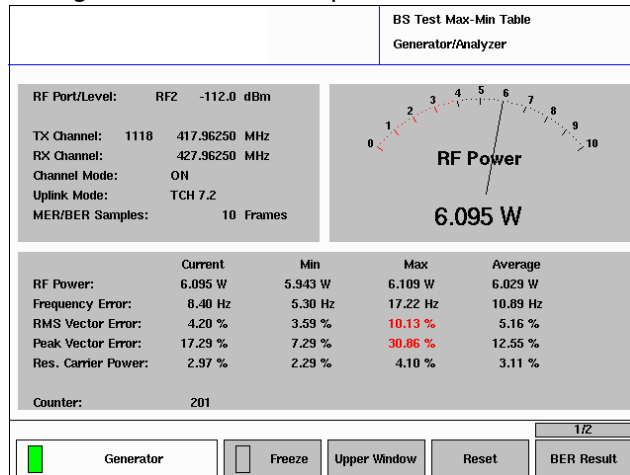 BS Test Max-Min Table
Generator/Analyzer
RF Port/Level: RF2 -112.0 dBm
TX Channel: 1118 417.96250 MHz
RX Channel: 427.96250 MHz
Channel Mode: ON
Uplink Mode: TCH 7.2
MER/BER Samples: 10 Frames
0 1 2 3 4 5 6 7 8 9 10
RF Power
6.095 W
Current Min Max Average
RF Power: 6.095 W 5.943 W 6.109 W 6.029 W
Frequency Error: 8.40 Hz 5.30 Hz 17.22 Hz 10.89 Hz
RMS Vector Error: 4.20 % 3.59 % 10.13 % 5.16 %
Peak Vector Error: 17.29 % 7.29 % 30.86 % 12.55 %
Res. Carrier Power: 2.97 % 2.29 % 4.10 % 3.11 %
Counter: 201
1/2
Generator Freeze Upper Window Reset BER Result